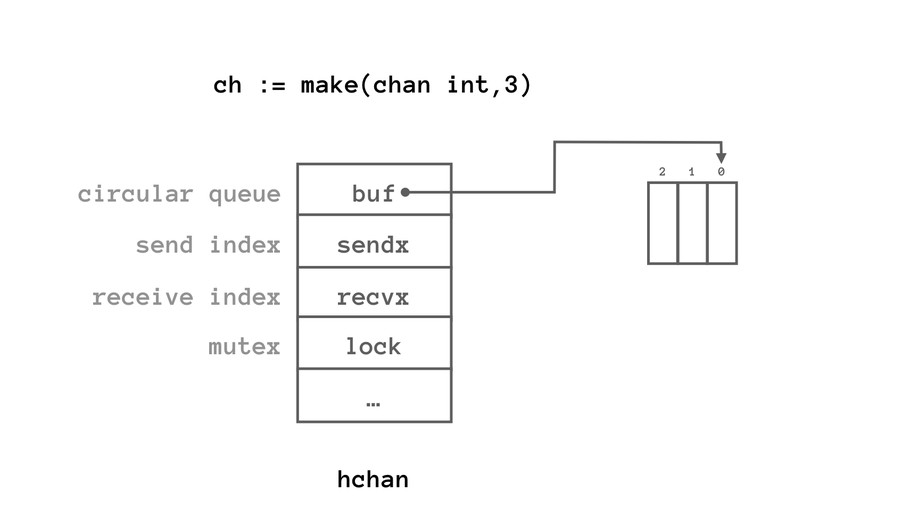 ch := make(chan int,3)
2 1 0
circular queue buf
send index sendx
receive index recvx
mutex lock
…
hchan